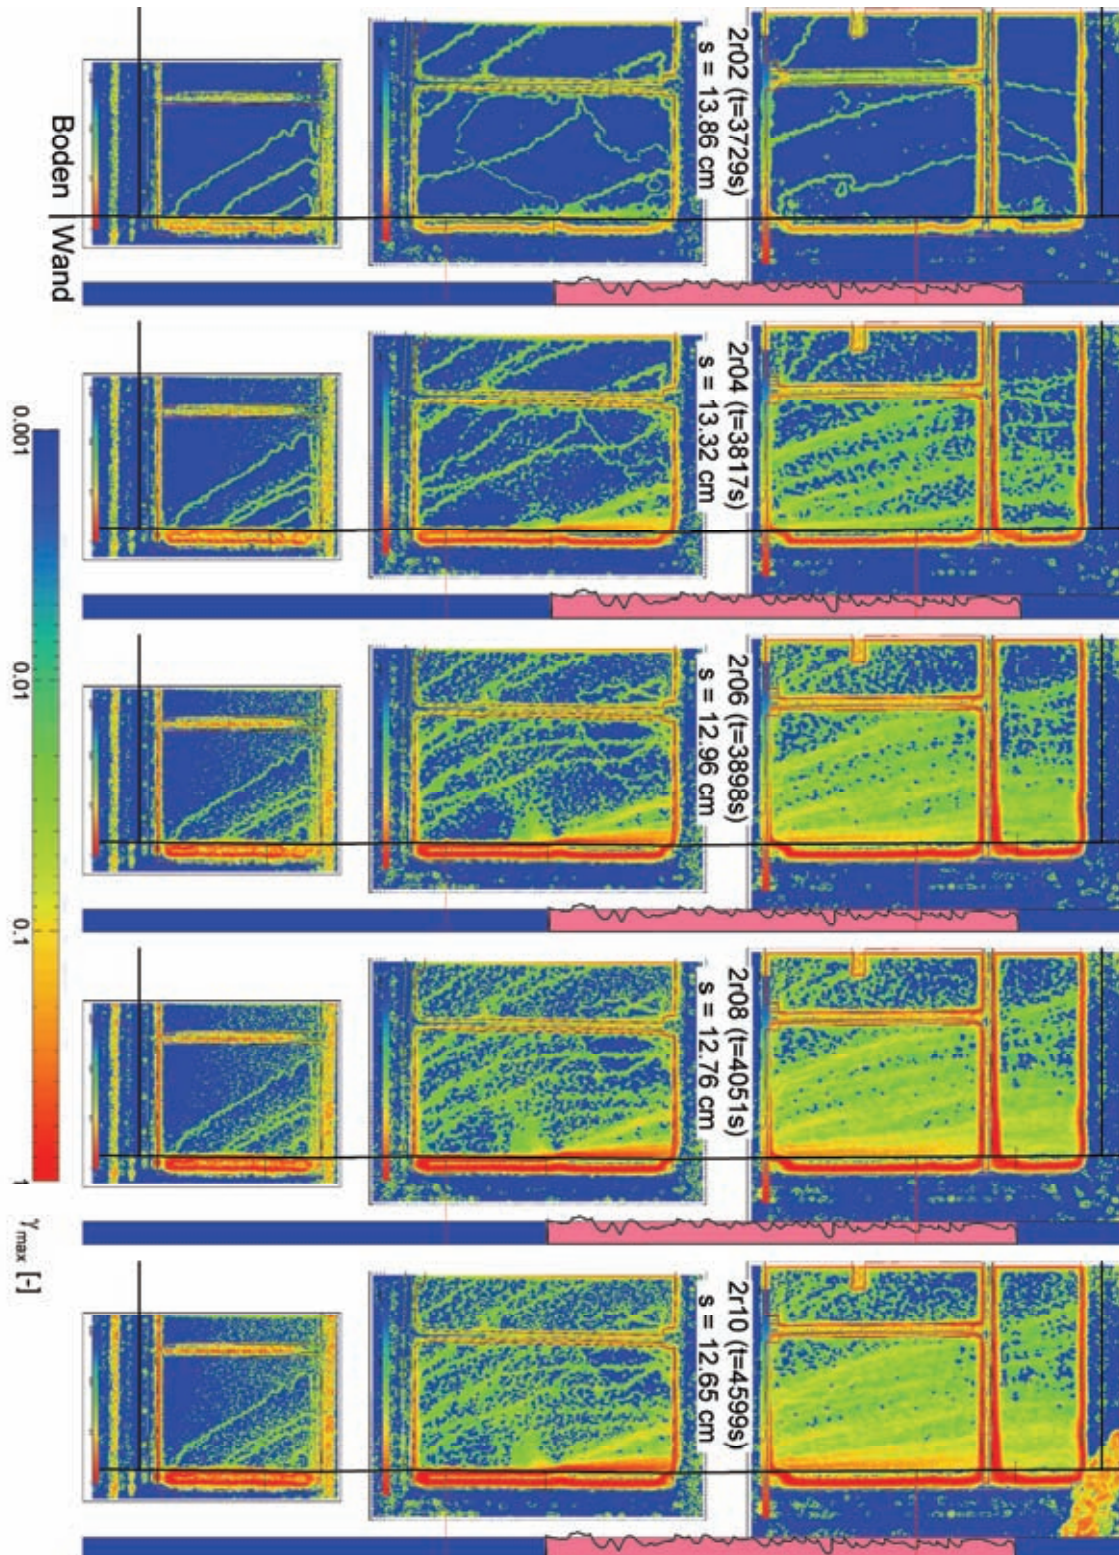 2r02 (t=3729s)
s = 13.86 cm
Boden
Wand
2r04 (t=3817s)
s = 13.32 cm
2r06 (t=3898s)
s = 12.96 cm
2r08 (t=4051s)
s = 12.76 cm
2r10 (t=4599s)
s = 12.65 cm
0.001
0.01
0.1
1
γmax [-]